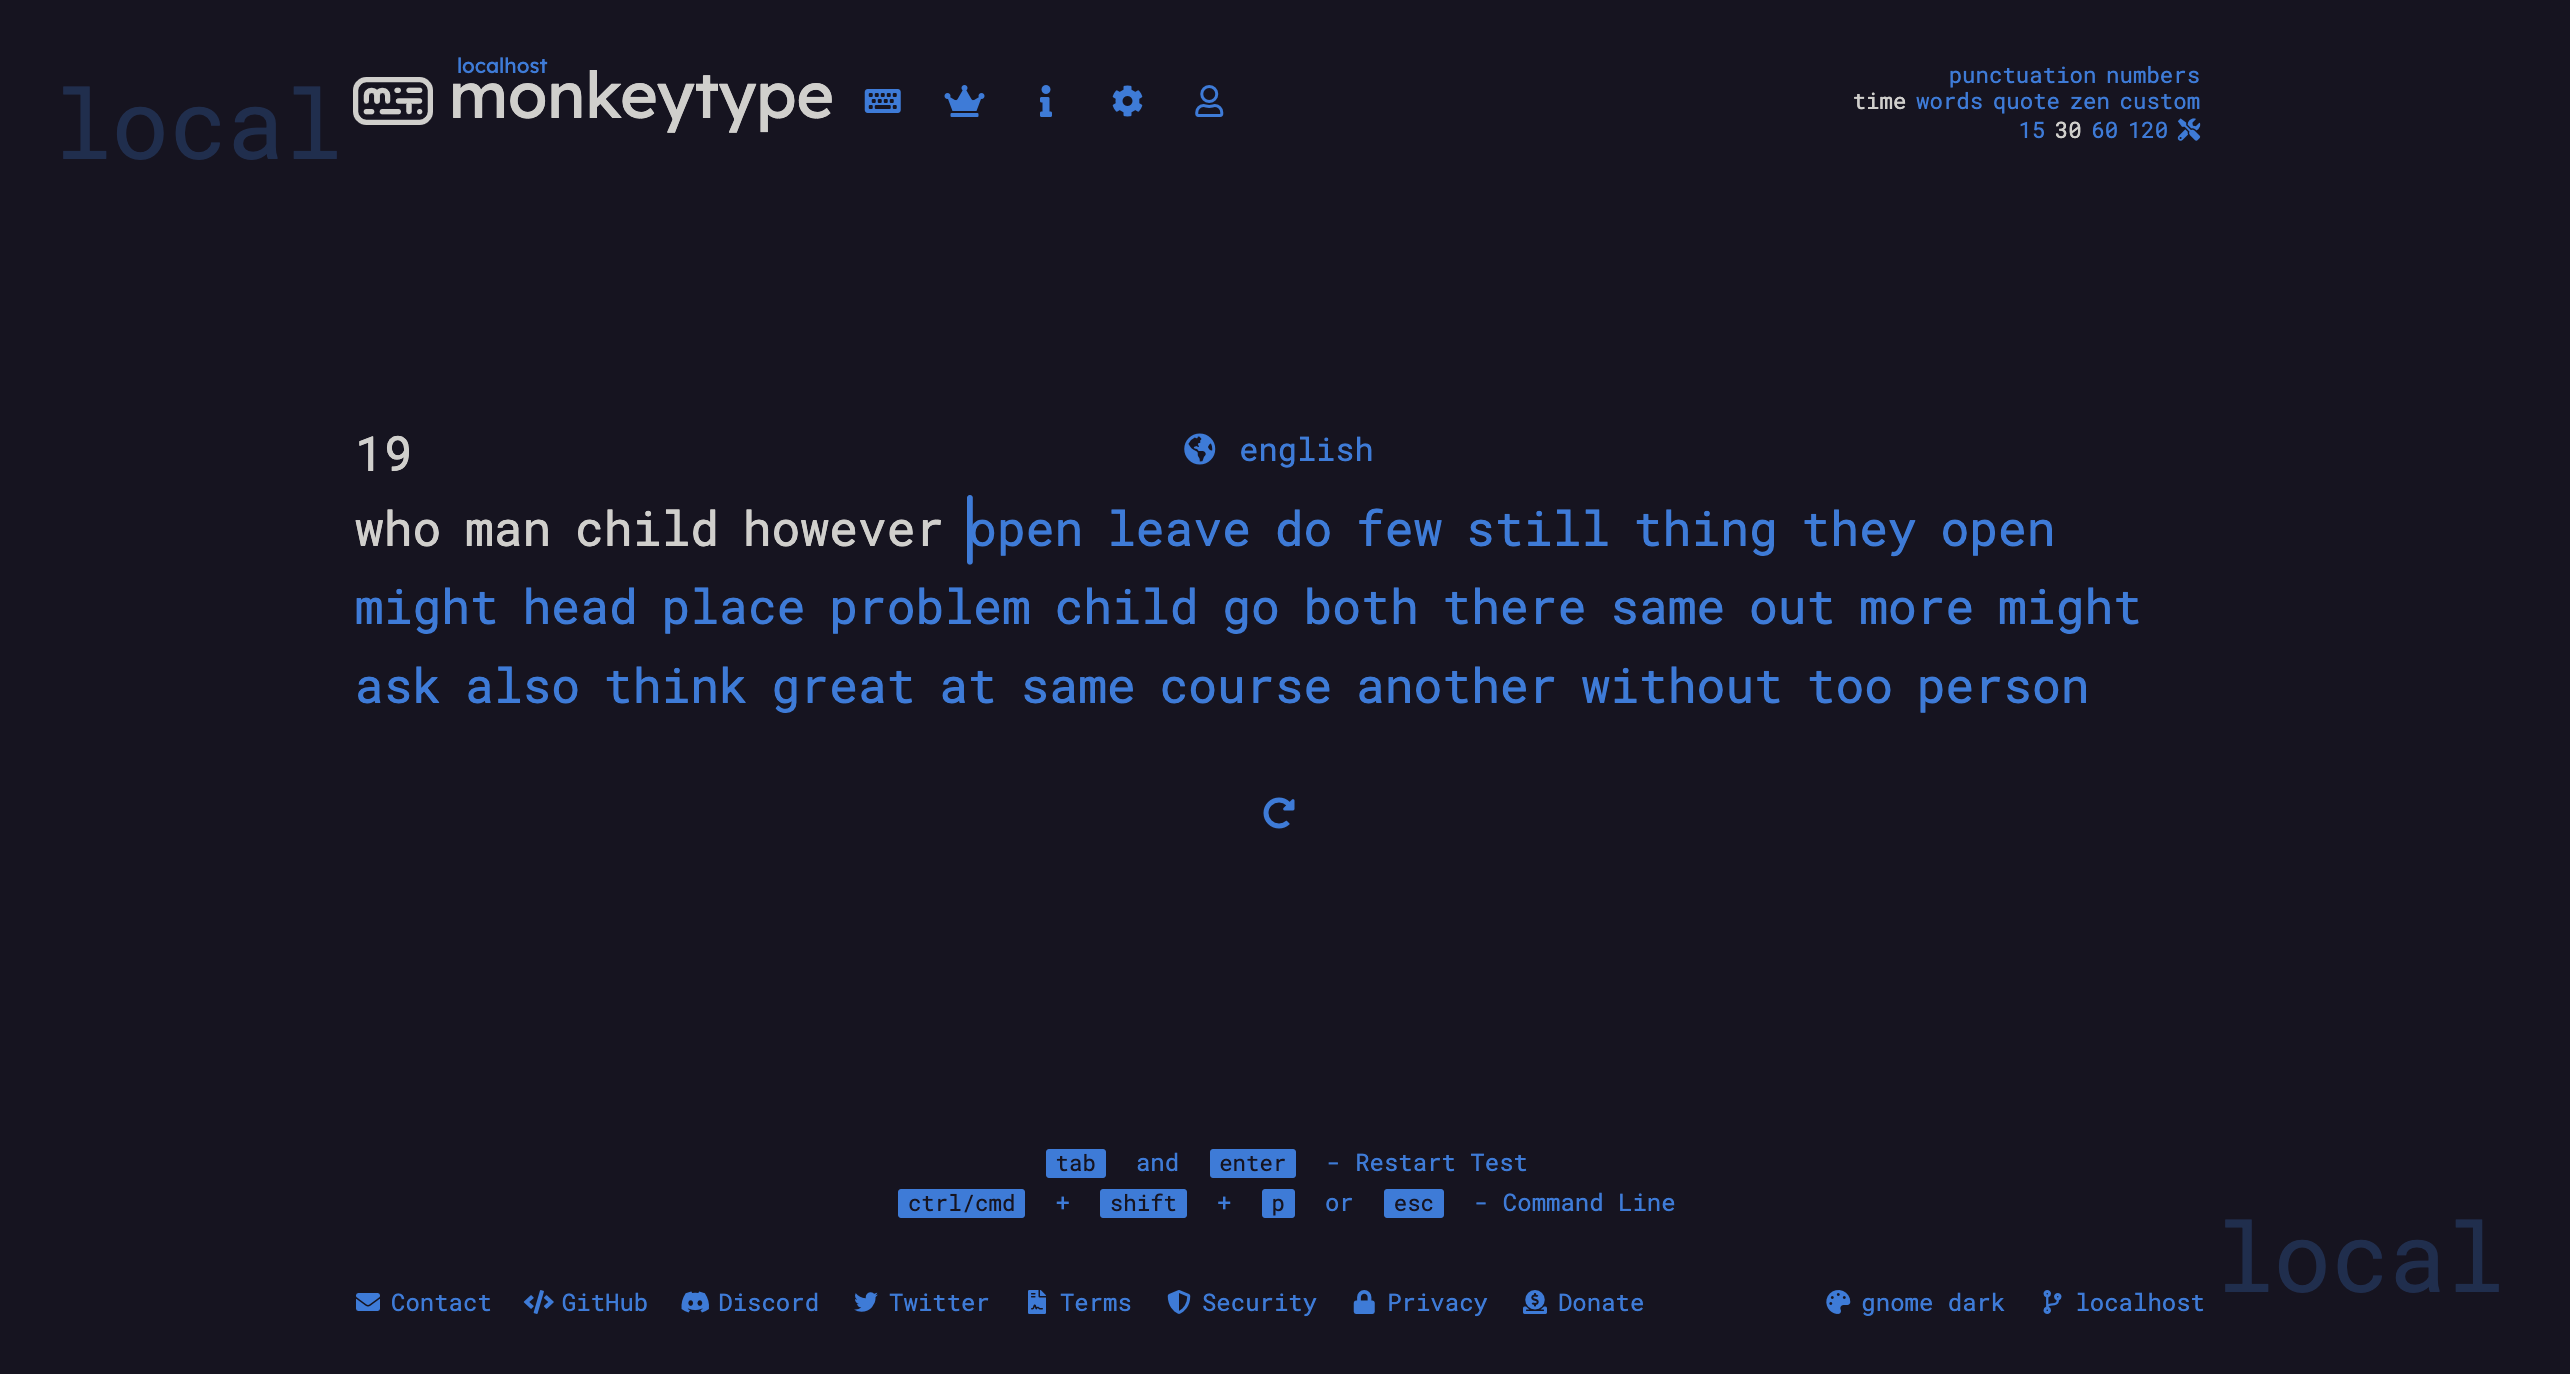 local
localhost
monkeytype
punctuation numbers
time words quote zen custom
15 30 60 120
19
english
who man child however open leave do few still thing they open
might head place problem child go both there same out more might
ask also think great at same course another without too person
tab and enter - Restart Test
ctrl/cmd + shift + p or esc - Command Line
local
Contact GitHub Discord Twitter Terms Security Privacy Donate gnome dark localhost